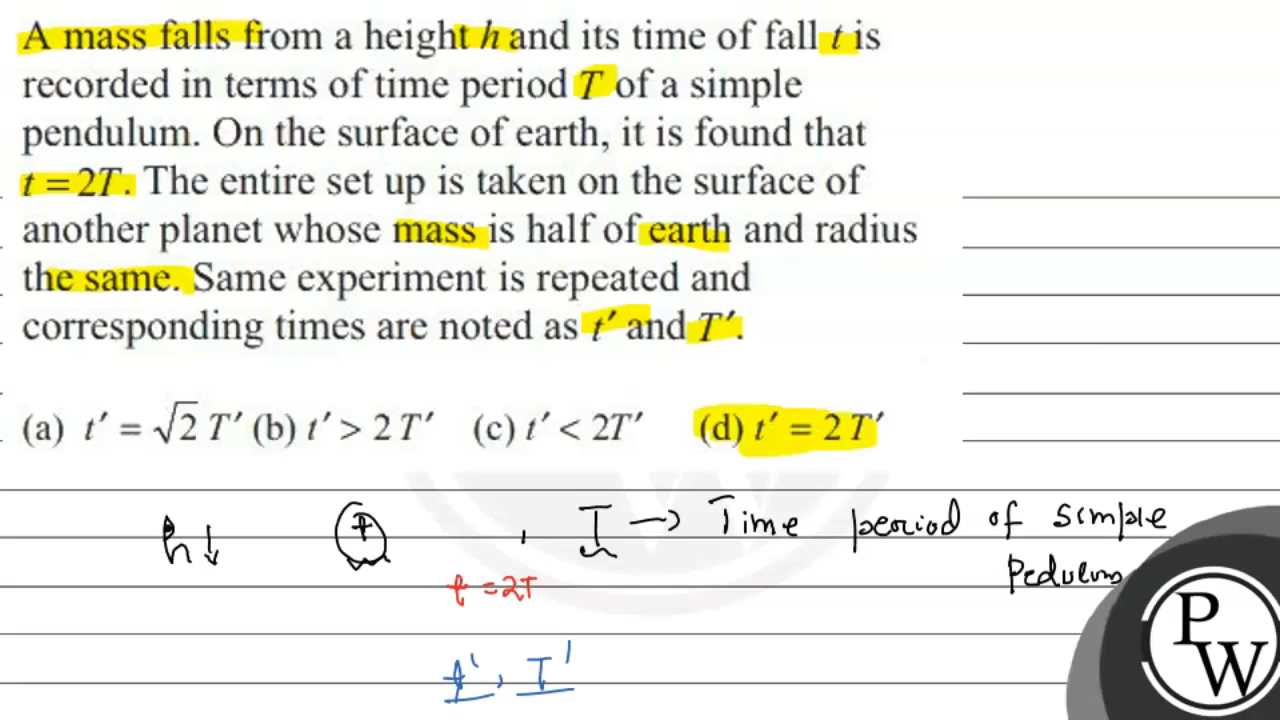 A mass falls from a height h and its time of fall t is
recorded in terms of time period T of a simple
pendulum. On the surface of earth, it is found that
t = 2T. The entire set up is taken on the surface of
another planet whose mass is half of earth and radius
the same. Same experiment is repeated and
corresponding times are noted as t′ and T′.
(a) t′ = √2 T′ (b) t′ > 2 T′ (c) t′ < 2T′ (d) t′ = 2 T′
h↓ t , T → Time period of simple
Pedulum
t = 2T
t′, T′
P
W